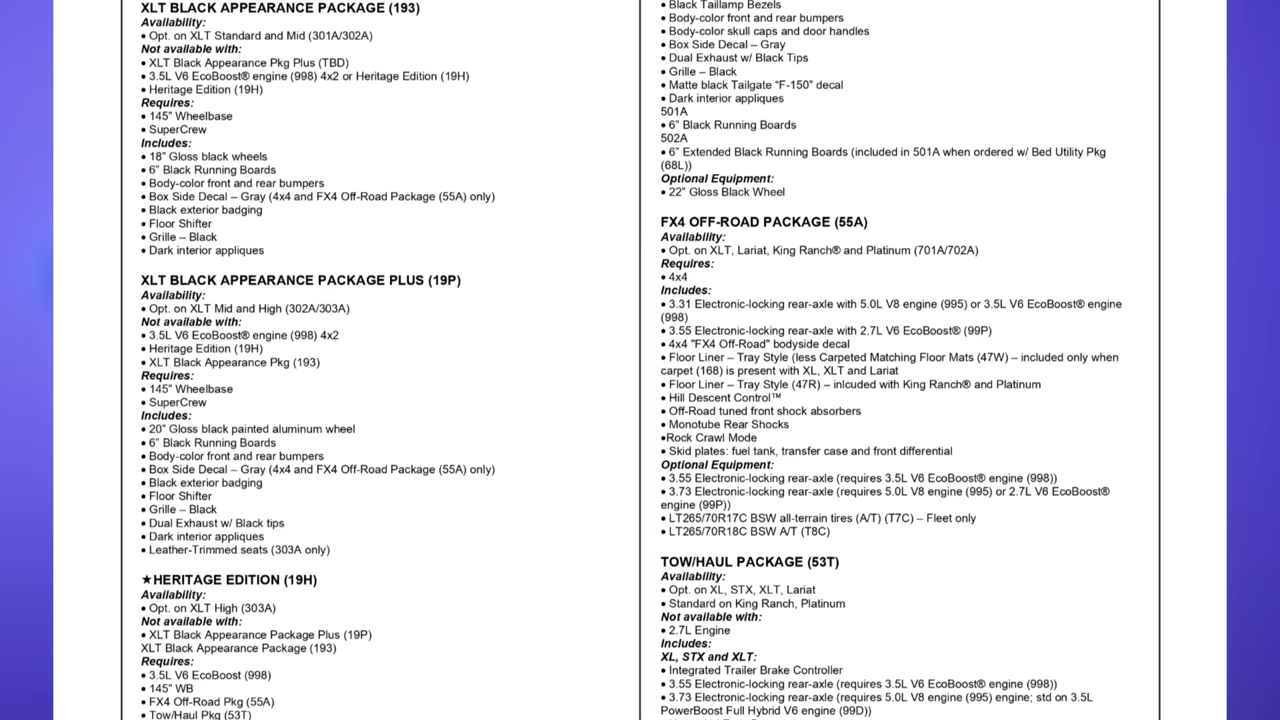 XLT BLACK APPEARANCE PACKAGE (193)
Availability:
• Opt. on XLT Standard and Mid (301A/302A)
Not available with:
• XLT Black Appearance Pkg Plus (TBD)
• 3.5L V6 EcoBoost® engine (998) 4x2 or Heritage Edition (19H)
• Heritage Edition (19H)
Requires:
• 145” Wheelbase
• SuperCrew
Includes:
• 18” Gloss black wheels
• 6” Black Running Boards
• Body-color front and rear bumpers
• Box Side Decal – Gray (4x4 and FX4 Off-Road Package (55A) only)
• Black exterior badging
• Floor Shifter
• Grille – Black
• Dark interior appliques
XLT BLACK APPEARANCE PACKAGE PLUS (19P)
Availability:
• Opt. on XLT Mid and High (302A/303A)
Not available with:
• 3.5L V6 EcoBoost® engine (998) 4x2
• Heritage Edition (19H)
• XLT Black Appearance Pkg (193)
Requires:
• 145” Wheelbase
• SuperCrew
Includes:
• 20” Gloss black painted aluminum wheel
• 6” Black Running Boards
• Body-color front and rear bumpers
• Box Side Decal – Gray (4x4 and FX4 Off-Road Package (55A) only)
• Black exterior badging
• Floor Shifter
• Grille – Black
• Dual Exhaust w/ Black tips
• Dark interior appliques
• Leather-Trimmed seats (303A only)
★HERITAGE EDITION (19H)
Availability:
• Opt. on XLT High (303A)
Not available with:
• XLT Black Appearance Package Plus (19P)
XLT Black Appearance Package (193)
Requires:
• 3.5L V6 EcoBoost (998)
• 145” WB
• FX4 Off-Road Pkg (55A)
• Tow/Haul Pkg (53T)
• Black Taillamp Bezels
• Body-color front and rear bumpers
• Body-color skull caps and door handles
• Box Side Decal – Gray
• Dual Exhaust w/ Black Tips
• Grille – Black
• Matte black Tailgate “F-150” decal
• Dark interior appliques
501A
• 6” Black Running Boards
502A
• 6” Extended Black Running Boards (included in 501A when ordered w/ Bed Utility Pkg
(68L))
Optional Equipment:
• 22” Gloss Black Wheel
FX4 OFF-ROAD PACKAGE (55A)
Availability:
• Opt. on XLT, Lariat, King Ranch® and Platinum (701A/702A)
Requires:
• 4x4
Includes:
• 3.31 Electronic-locking rear-axle with 5.0L V8 engine (995) or 3.5L V6 EcoBoost® engine
(998)
• 3.55 Electronic-locking rear-axle with 2.7L V6 EcoBoost® (99P)
• 4x4 "FX4 Off-Road" bodyside decal
• Floor Liner – Tray Style (less Carpeted Matching Floor Mats (47W) – included only when
carpet (168) is present with XL, XLT and Lariat
• Floor Liner – Tray Style (47R) – inlcuded with King Ranch® and Platinum
• Hill Descent Control™
• Off-Road tuned front shock absorbers
• Monotube Rear Shocks
•Rock Crawl Mode
• Skid plates: fuel tank, transfer case and front differential
Optional Equipment:
• 3.55 Electronic-locking rear-axle (requires 3.5L V6 EcoBoost® engine (998))
• 3.73 Electronic-locking rear-axle (requires 5.0L V8 engine (995) or 2.7L V6 EcoBoost®
engine (99P))
• LT265/70R17C BSW all-terrain tires (A/T) (T7C) – Fleet only
• LT265/70R18C BSW A/T (T8C)
TOW/HAUL PACKAGE (53T)
Availability:
• Opt. on XL, STX, XLT, Lariat
• Standard on King Ranch, Platinum
Not available with:
• 2.7L Engine
Includes:
XL, STX and XLT:
• Integrated Trailer Brake Controller
• 3.55 Electronic-locking rear-axle (requires 3.5L V6 EcoBoost® engine (998))
• 3.73 Electronic-locking rear-axle (requires 5.0L V8 engine (995) engine; std on 3.5L
PowerBoost Full Hybrid V6 engine (99D))